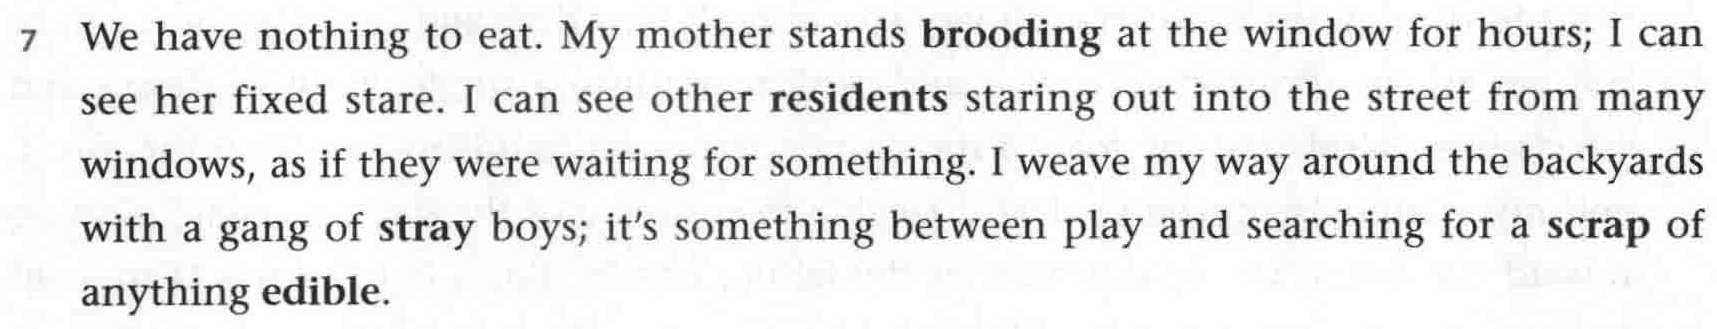 7 We have nothing to eat. My mother stands brooding at the window for hours; I can
see her fixed stare. I can see other residents staring out into the street from many
windows, as if they were waiting for something. I weave my way around the backyards
with a gang of stray boys; it's something between play and searching for a scrap of
anything edible.